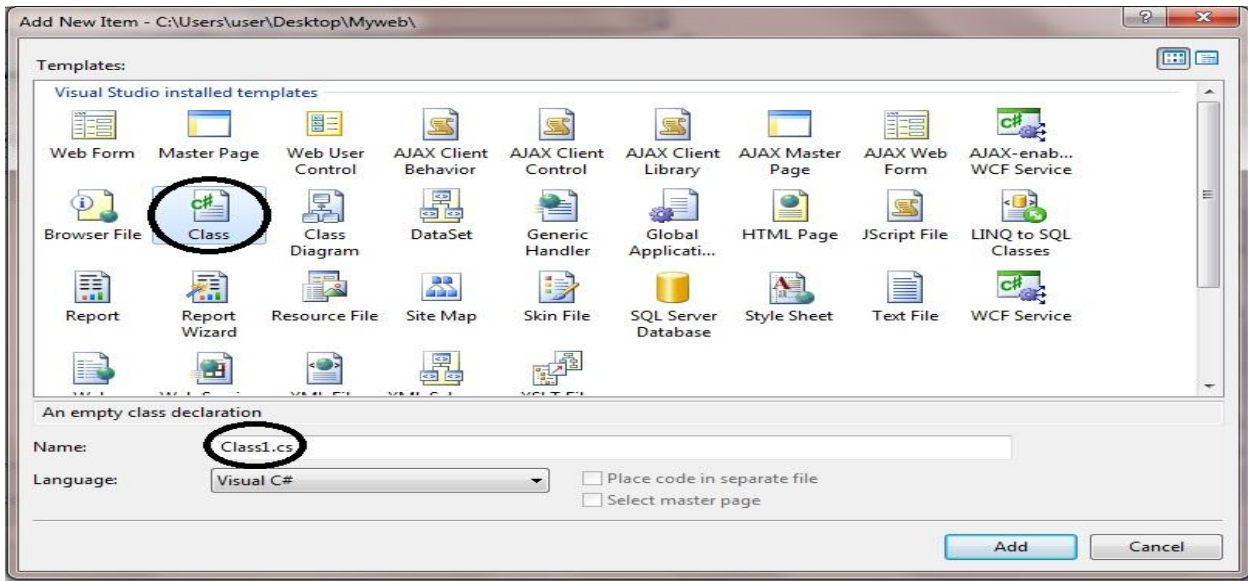 Add New Item - C:\Users\user\Desktop\Myweb\
Templates:
Visual Studio installed templates
Web Form
Master Page
Web User
Control
AJAX Client
Behavior
AJAX Client
Control
AJAX Client
Library
AJAX Master
Page
AJAX Web
Form
AJAX-enab...
WCF Service
Browser File
Class
Class
Diagram
DataSet
Generic
Handler
Global
Applicati...
HTML Page
JScript File
LINQ to SQL
Classes
Report
Report
Wizard
Resource File
Site Map
Skin File
SQL Server
Database
Style Sheet
Text File
WCF Service
An empty class declaration
Name:
Class1.cs
Language:
Visual C#
Place code in separate file
Select master page
Add
Cancel